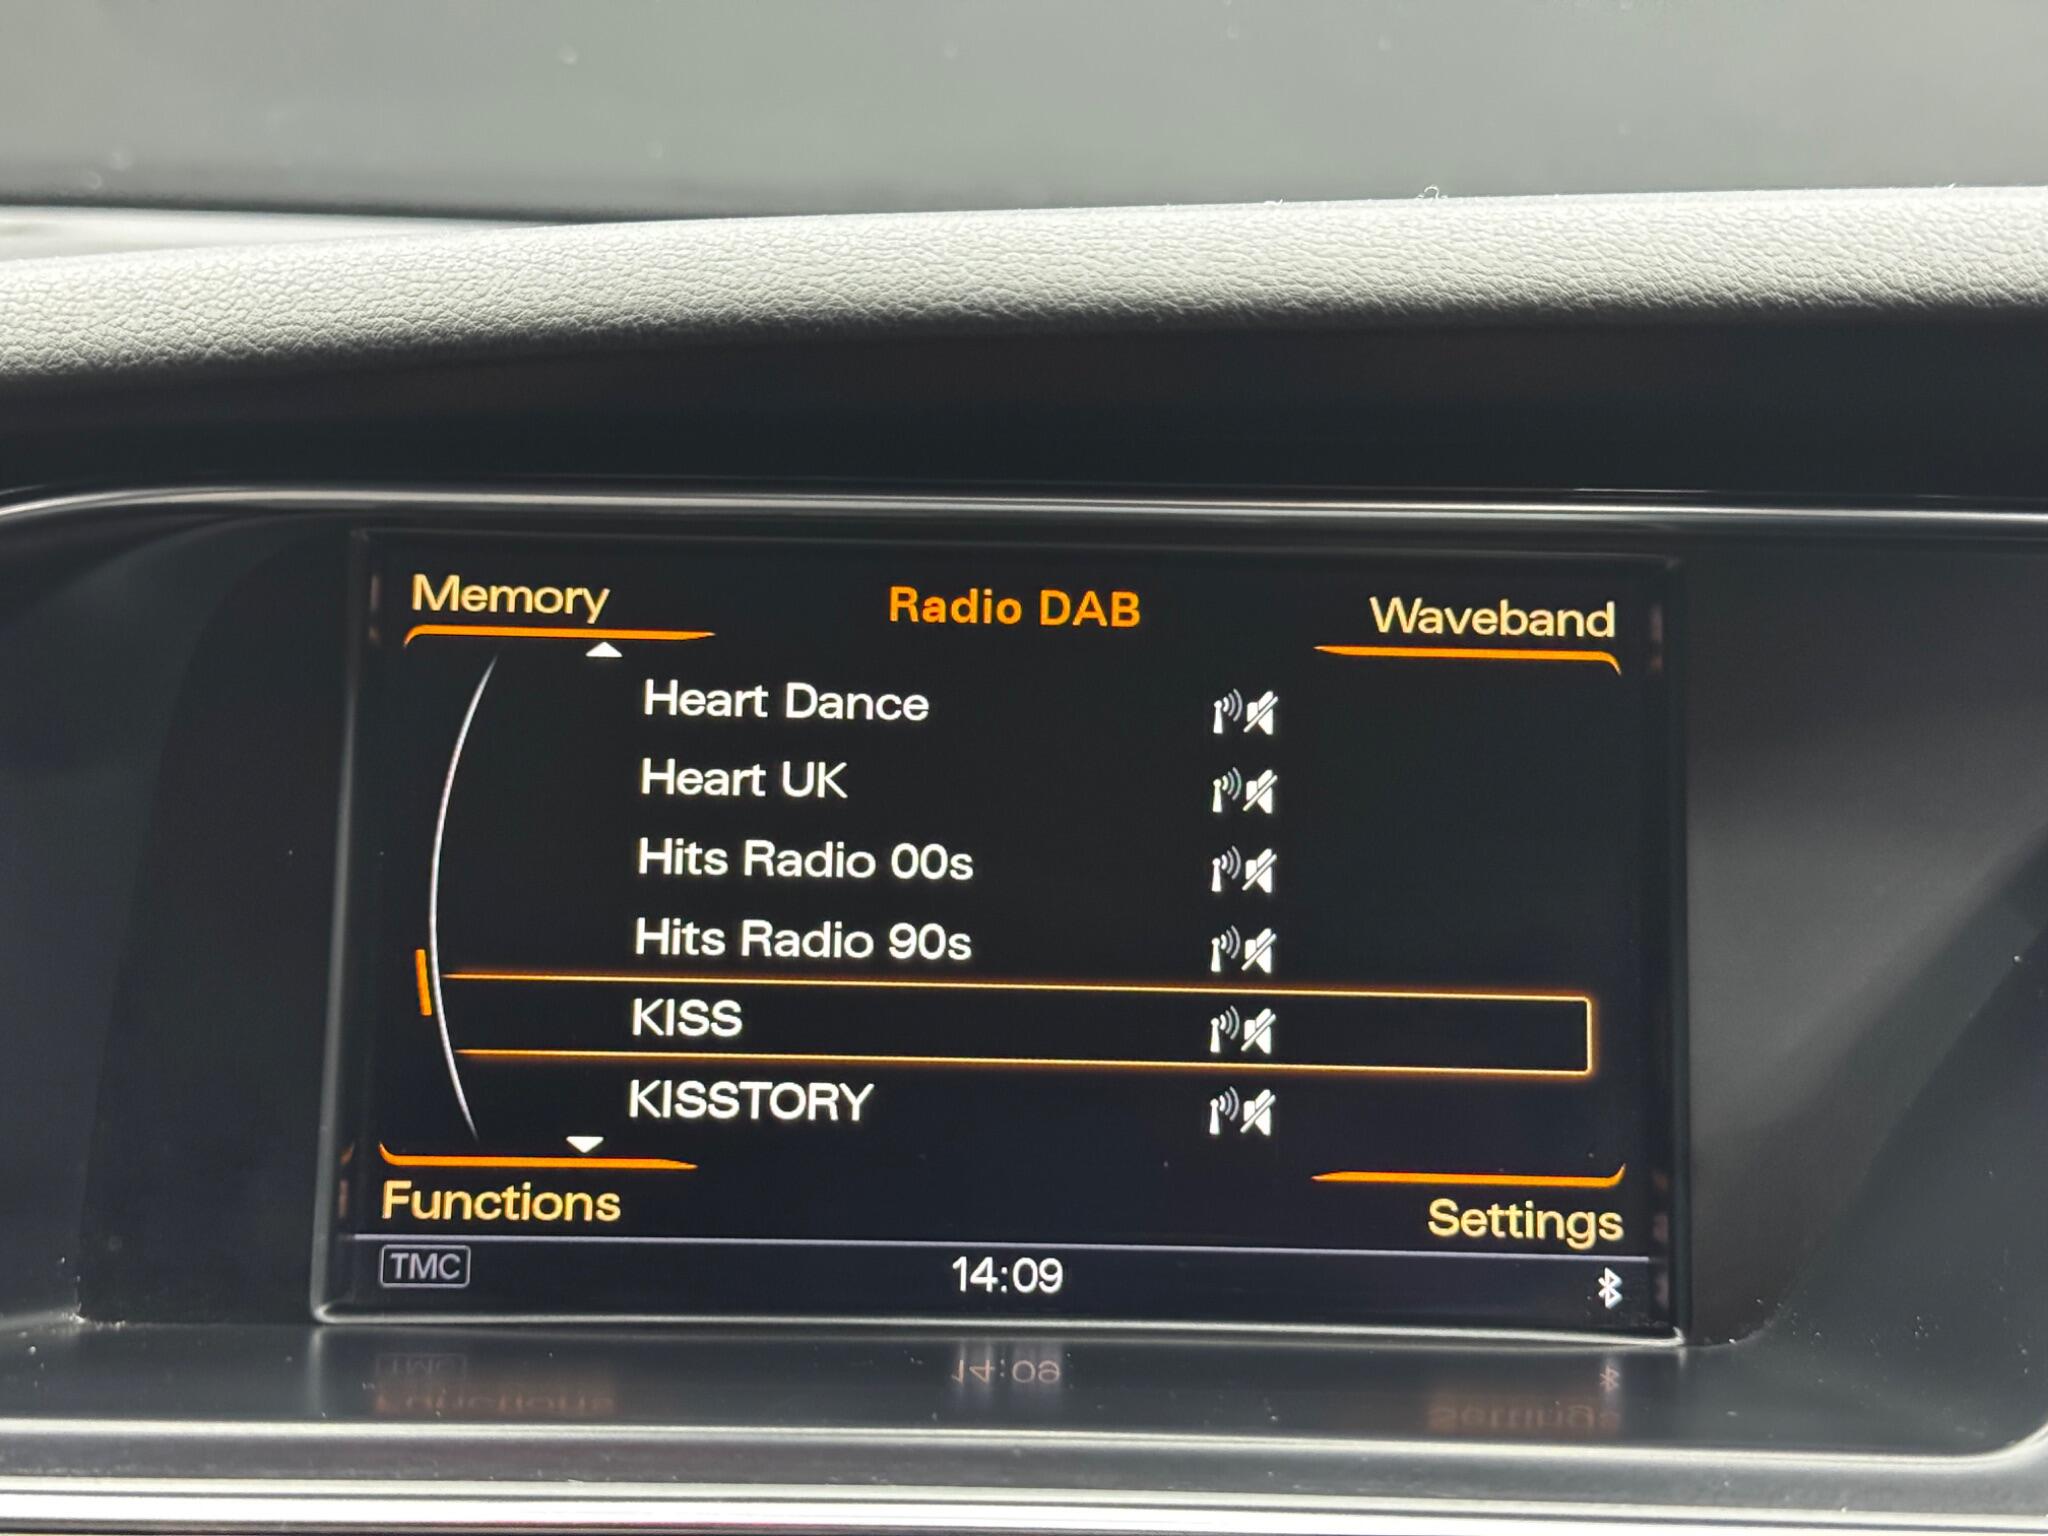 Memory
Radio DAB
Waveband
Heart Dance
Heart UK
Hits Radio 00s
Hits Radio 90s
KISS
KISSTORY
Functions
Settings
TMC
14:09